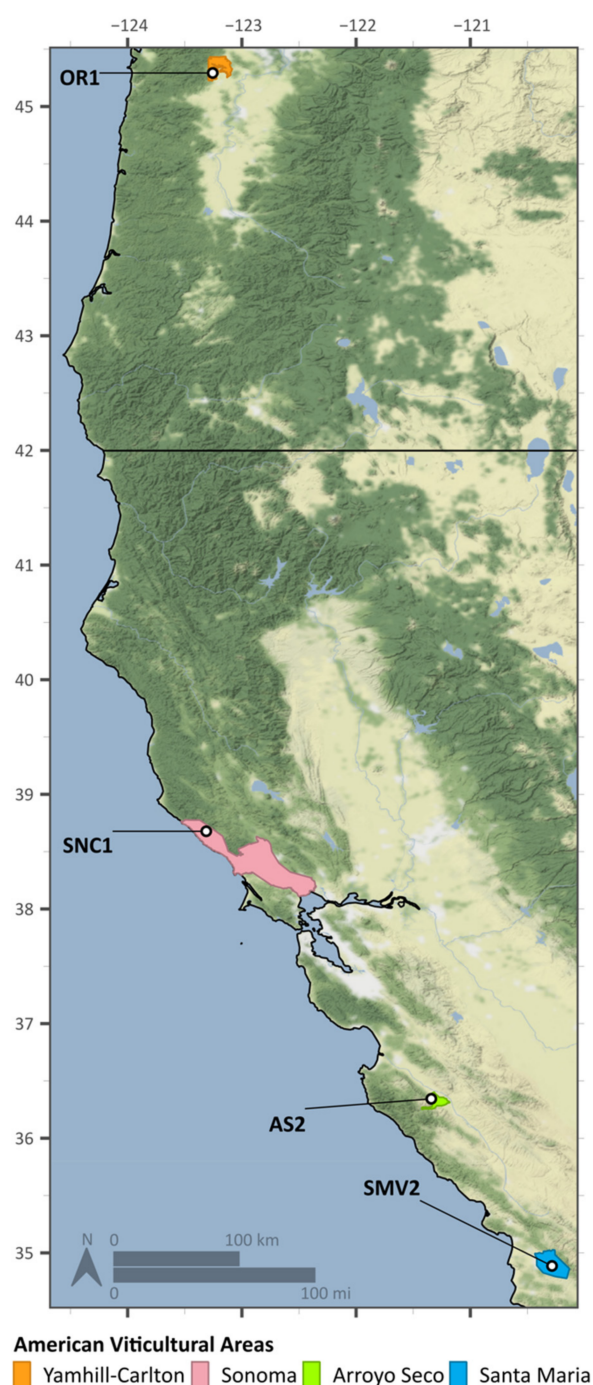 −124 −123 −122 −121
OR1
45
44
43
42
41
40
39
SNC1
38
37
AS2
36
SMV2
N 0 100 km
35
0 100 mi
American Viticultural Areas
Yamhill-Carlton Sonoma Arroyo Seco Santa Maria